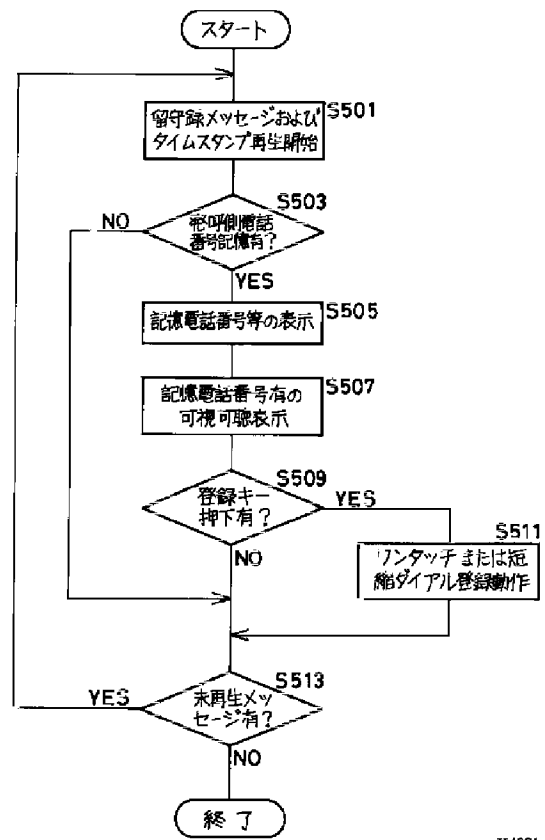 スタート
留守録メッセージおよび
タイムスタンプ再生開始
S501
発呼側電話
番号記憶有?
S503
NO
YES
記憶電話番号等の表示
S505
記憶電話番号有の
可視可聴表示
S507
登録キー
押下有?
S509
YES
NO
S511
ワンタッチまたは短
縮ダイアル登録動作
未再生メッ
セージ有?
S513
YES
NO
終了